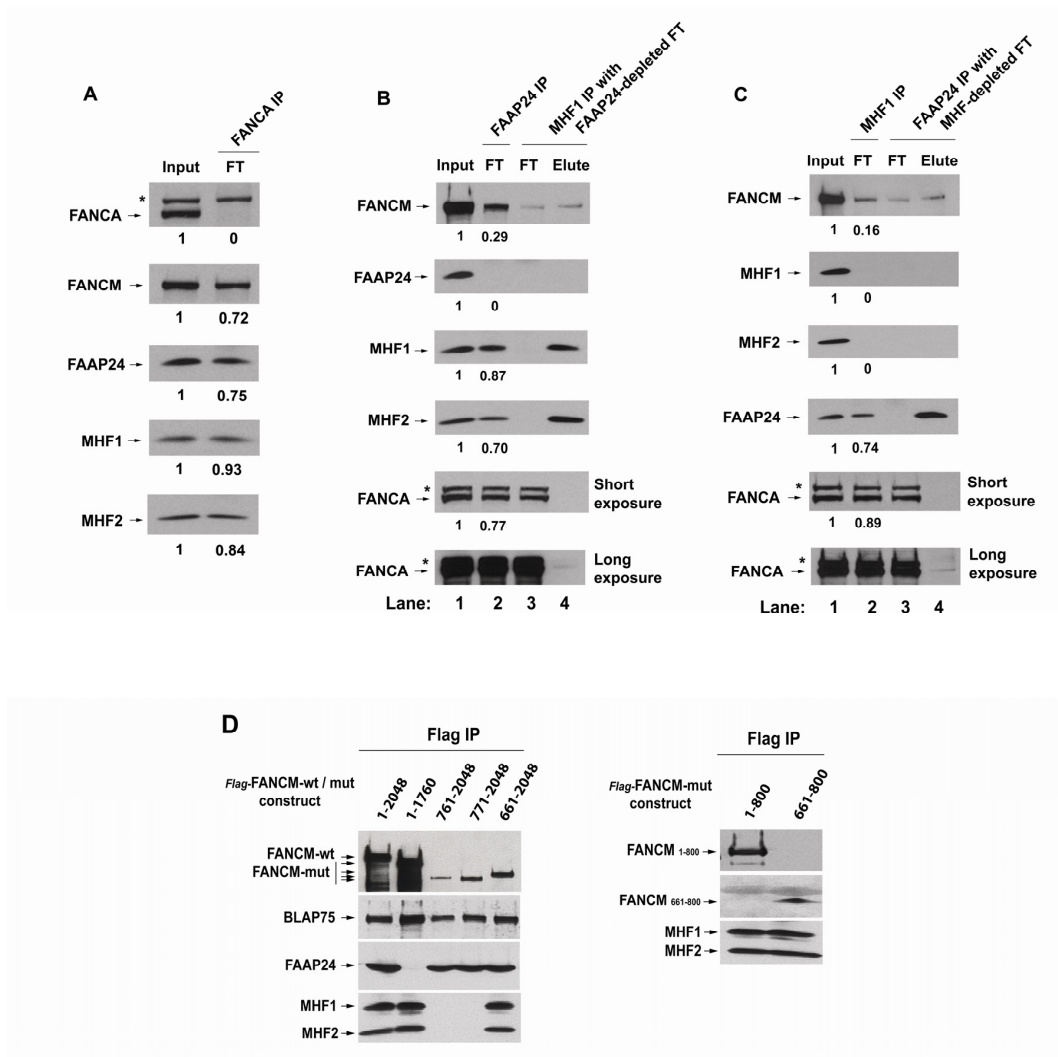 A
FANCA IP
Input FT
*
FANCA
1 0
FANCM
1 0.72
FAAP24
1 0.75
MHF1
1 0.93
MHF2
1 0.84
B
FAAP24 IP
MHF1 IP with
FAAP24-depleted FT
Input FT FT Elute
FANCM
1 0.29
FAAP24
1 0
MHF1
1 0.87
MHF2
1 0.70
*
FANCA
Short
exposure
1 0.77
*
FANCA
Long
exposure
Lane: 1 2 3 4
C
MHF1 IP
FAAP24 IP with
MHF-depleted FT
Input FT FT Elute
FANCM
1 0.16
MHF1
1 0
MHF2
1 0
FAAP24
1 0.74
*
FANCA
Short
exposure
1 0.89
*
FANCA
Long
exposure
Lane: 1 2 3 4
D
Flag IP
Flag-FANCM-wt / mut
construct
1-2048
1-1760
761-2048
771-2048
661-2048
FANCM-wt
FANCM-mut
BLAP75
FAAP24
MHF1
MHF2
Flag IP
Flag-FANCM-mut
construct
1-800
661-800
FANCM 1-800
FANCM 661-800
MHF1
MHF2